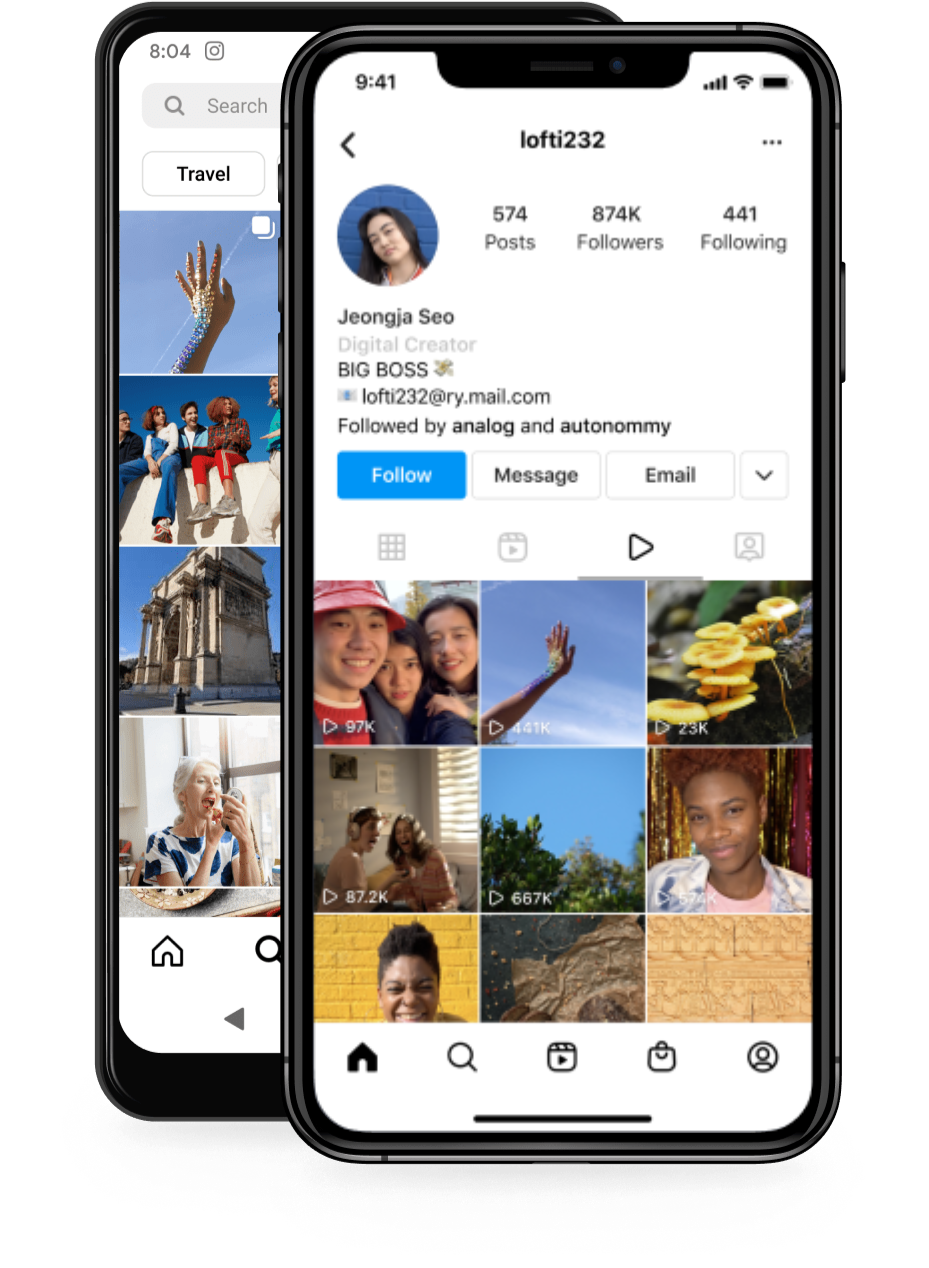 8:04
Search
Travel
9:41
lofti232
574 874K 441
Posts Followers Following
Jeongja Seo
Digital Creator
BIG BOSS 💸
📧 lofti232@ry.mail.com
Followed by analog and autonommy
Follow Message Email
97K 441K 23K
87.2K 667K 574K